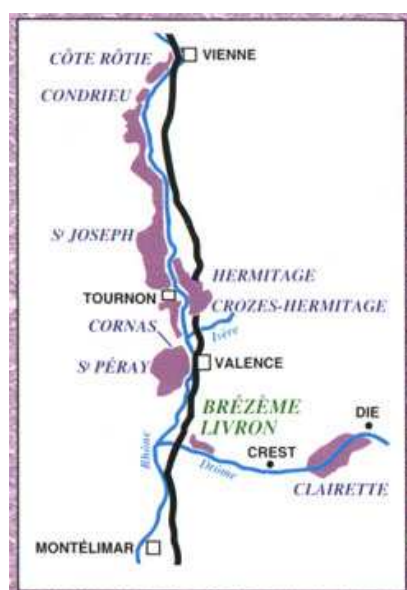 CÔTE RÔTIE
VIENNE
CONDRIEU
St JOSEPH
HERMITAGE
TOURNON
CROZES-HERMITAGE
Isère
CORNAS
St PÉRAY
VALENCE
BRÉZÈME
LIVRON
DIE
Rhône
CREST
Drôme
CLAIRETTE
MONTÉLIMAR